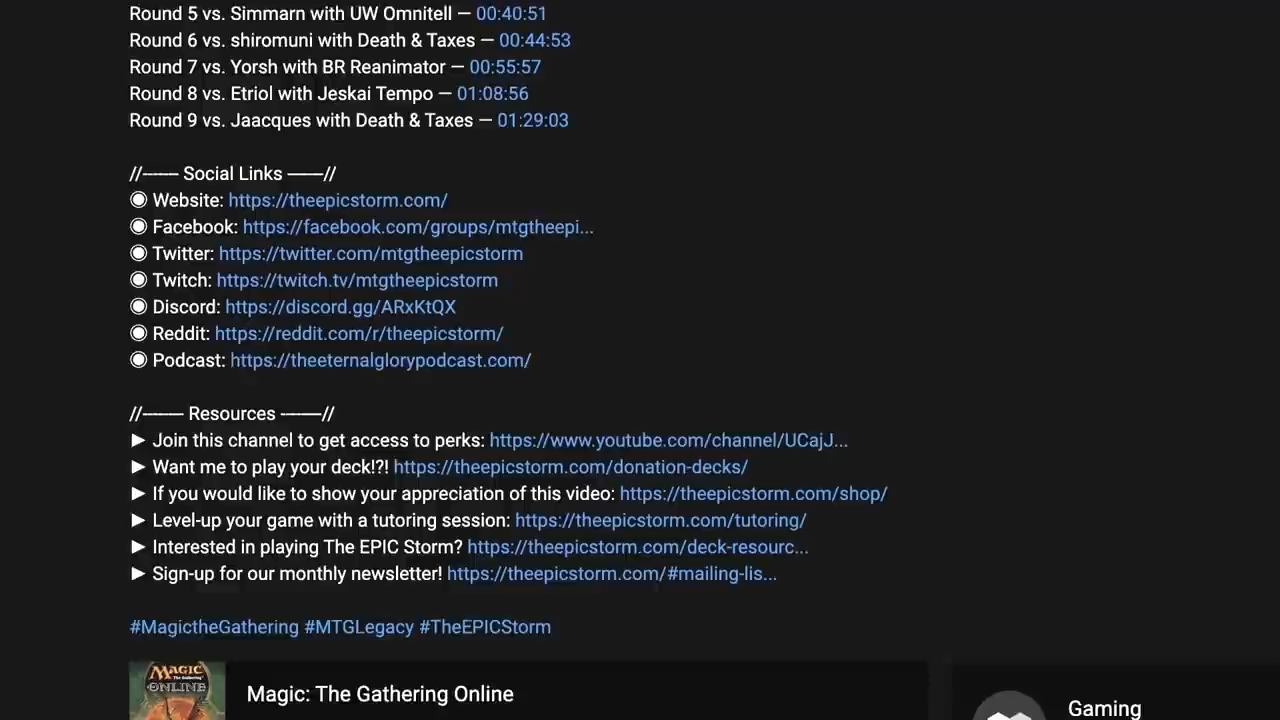 Round 5 vs. Simmarn with UW Omnitell — 00:40:51
Round 6 vs. shiromuni with Death & Taxes — 00:44:53
Round 7 vs. Yorsh with BR Reanimator — 00:55:57
Round 8 vs. Etriol with Jeskai Tempo — 01:08:56
Round 9 vs. Jaacques with Death & Taxes — 01:29:03
//------- Social Links -------//
◉ Website: https://theepicstorm.com/
◉ Facebook: https://facebook.com/groups/mtgtheepi...
◉ Twitter: https://twitter.com/mtgtheepicstorm
◉ Twitch: https://twitch.tv/mtgtheepicstorm
◉ Discord: https://discord.gg/ARxKtQX
◉ Reddit: https://reddit.com/r/theepicstorm/
◉ Podcast: https://theeternalglorypodcast.com/
//-------- Resources --------//
► Join this channel to get access to perks: https://www.youtube.com/channel/UCajJ...
► Want me to play your deck!?! https://theepicstorm.com/donation-decks/
► If you would like to show your appreciation of this video: https://theepicstorm.com/shop/
► Level-up your game with a tutoring session: https://theepicstorm.com/tutoring/
► Interested in playing The EPIC Storm? https://theepicstorm.com/deck-resourc...
► Sign-up for our monthly newsletter! https://theepicstorm.com/#mailing-lis...
#MagictheGathering #MTGLegacy #TheEPICStorm
MAGIC
The Gathering
ONLINE
Magic: The Gathering Online
Gaming